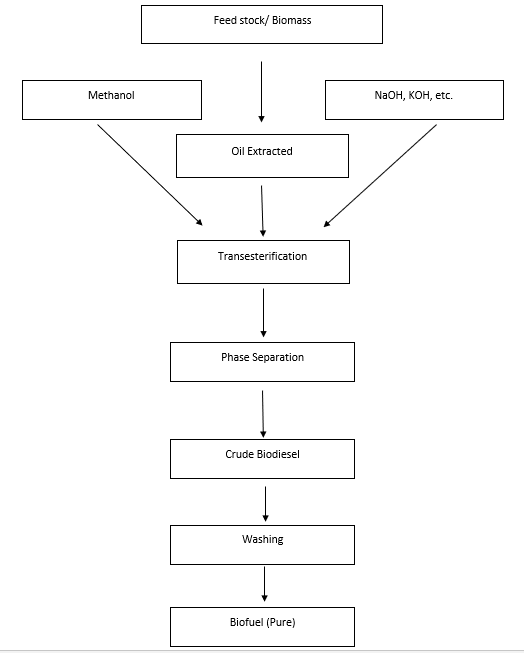 Feed stock/ Biomass
Methanol
NaOH, KOH, etc.
Oil Extracted
Transesterification
Phase Separation
Crude Biodiesel
Washing
Biofuel (Pure)